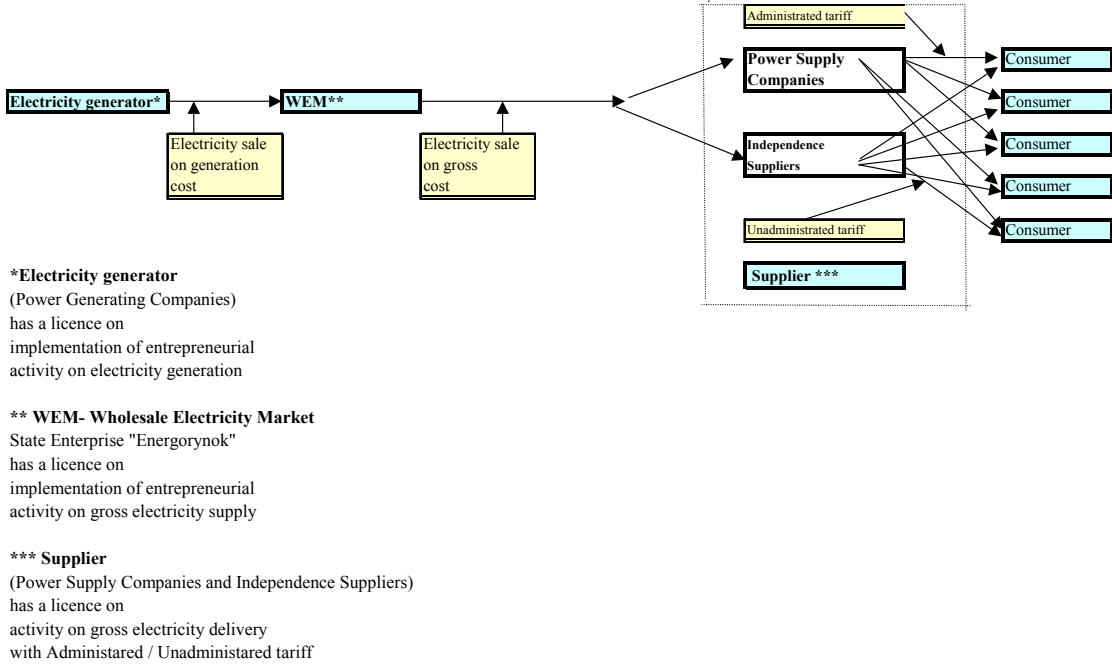 Administrated tariff
Power Supply
Companies
Consumer
Electricity generator*
WEM**
Consumer
Electricity sale
on generation
cost
Electricity sale
on gross
cost
Independence
Suppliers
Consumer
Consumer
Unadministrated tariff
Consumer
Supplier ***
*Electricity generator
(Power Generating Companies)
has a licence on
implementation of entrepreneurial
activity on electricity generation
** WEM- Wholesale Electricity Market
State Enterprise "Energorynok"
has a licence on
implementation of entrepreneurial
activity on gross electricity supply
*** Supplier
(Power Supply Companies and Independence Suppliers)
has a licence on
activity on gross electricity delivery
with Administared / Unadministared tariff